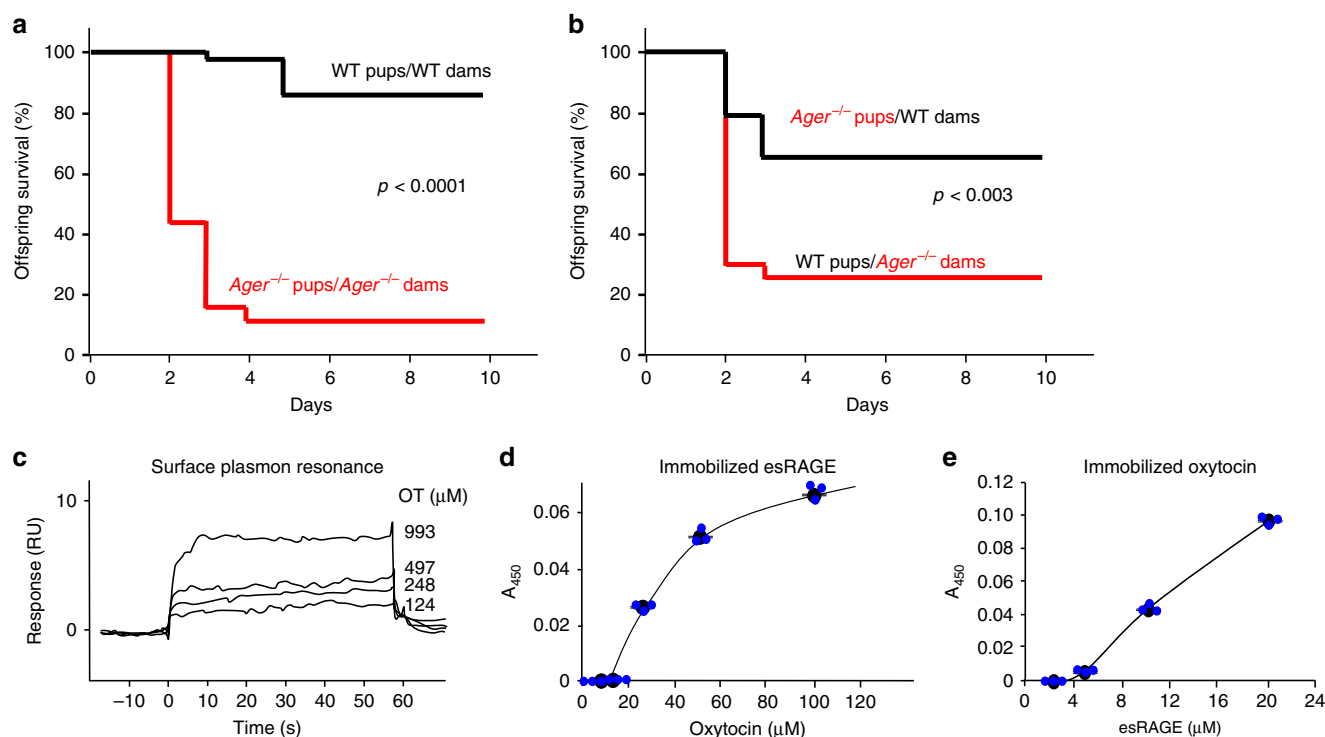 a
Offspring survival (%)
100
80
60
40
20
0
0 2 4 6 8 10
Days
WT pups/WT dams
p < 0.0001
Ager−/− pups/Ager−/− dams
b
Offspring survival (%)
100
80
60
40
20
0
0 2 4 6 8 10
Days
Ager−/− pups/WT dams
p < 0.003
WT pups/Ager−/− dams
c
Surface plasmon resonance
Response (RU)
10
0
OT (μM)
993
497
248
124
−10 0 10 20 30 40 50 60
Time (s)
d
Immobilized esRAGE
A450
0.06
0.04
0.02
0
0 20 40 60 80 100 120
Oxytocin (μM)
e
Immobilized oxytocin
A450
0.12
0.10
0.08
0.06
0.04
0.02
0
0 4 8 12 16 20 24
esRAGE (μM)